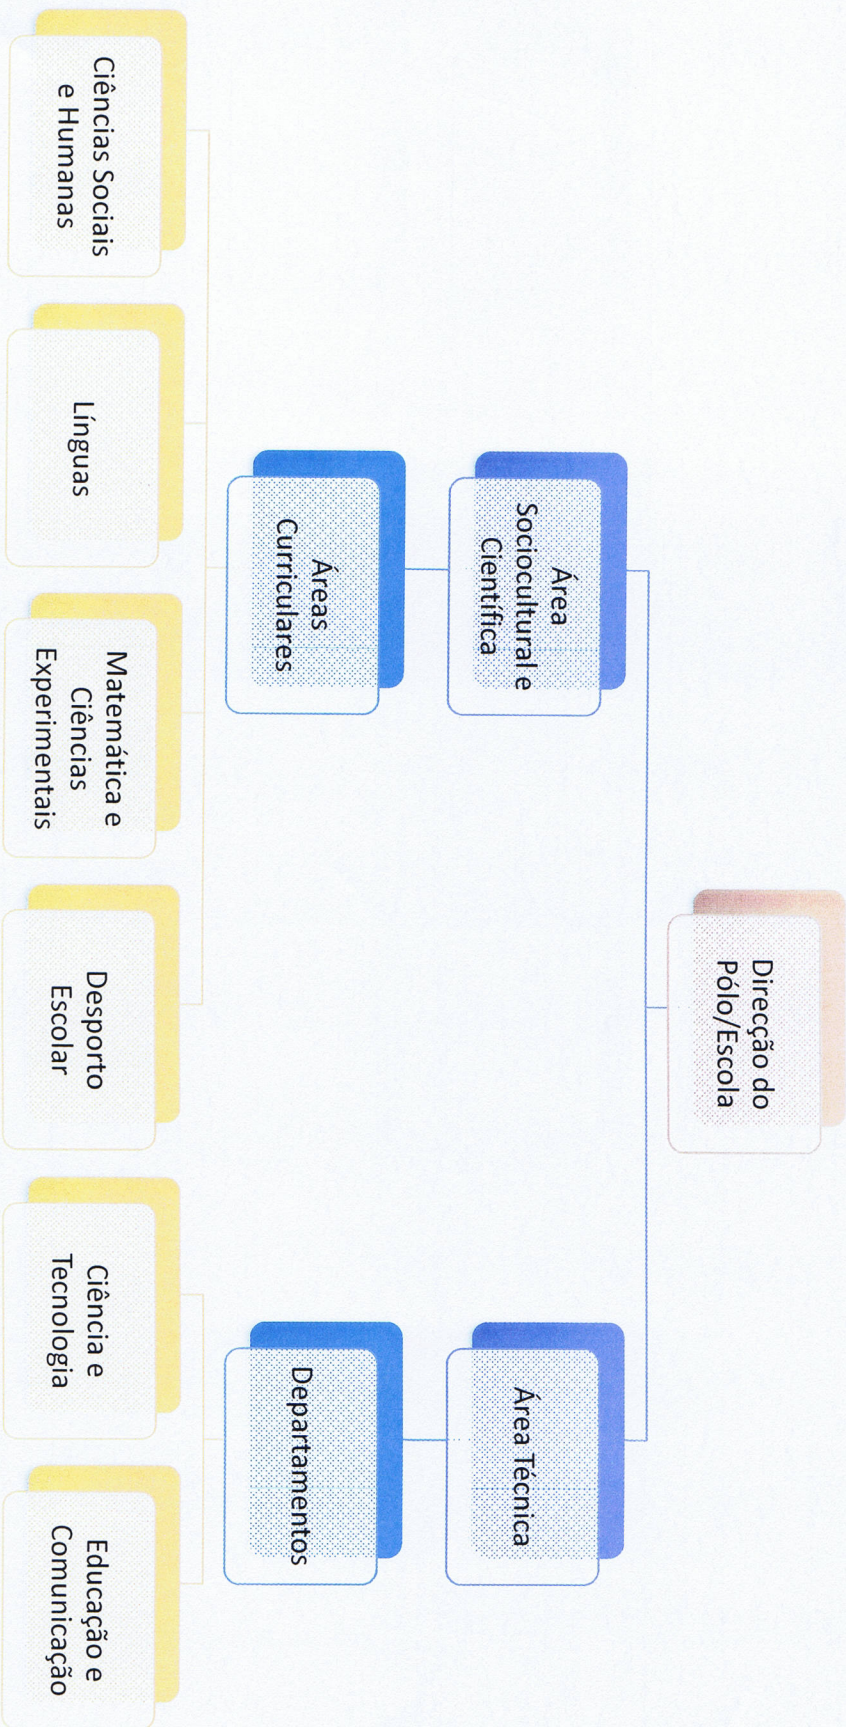 Direcção do
Pólo/Escola
Área
Sociocultural e
Científica
Área Técnica
Áreas
Curriculares
Departamentos
Ciências Sociais
e Humanas
Línguas
Matemática e
Ciências
Experimentais
Desporto
Escolar
Ciência e
Tecnologia
Educação e
Comunicação